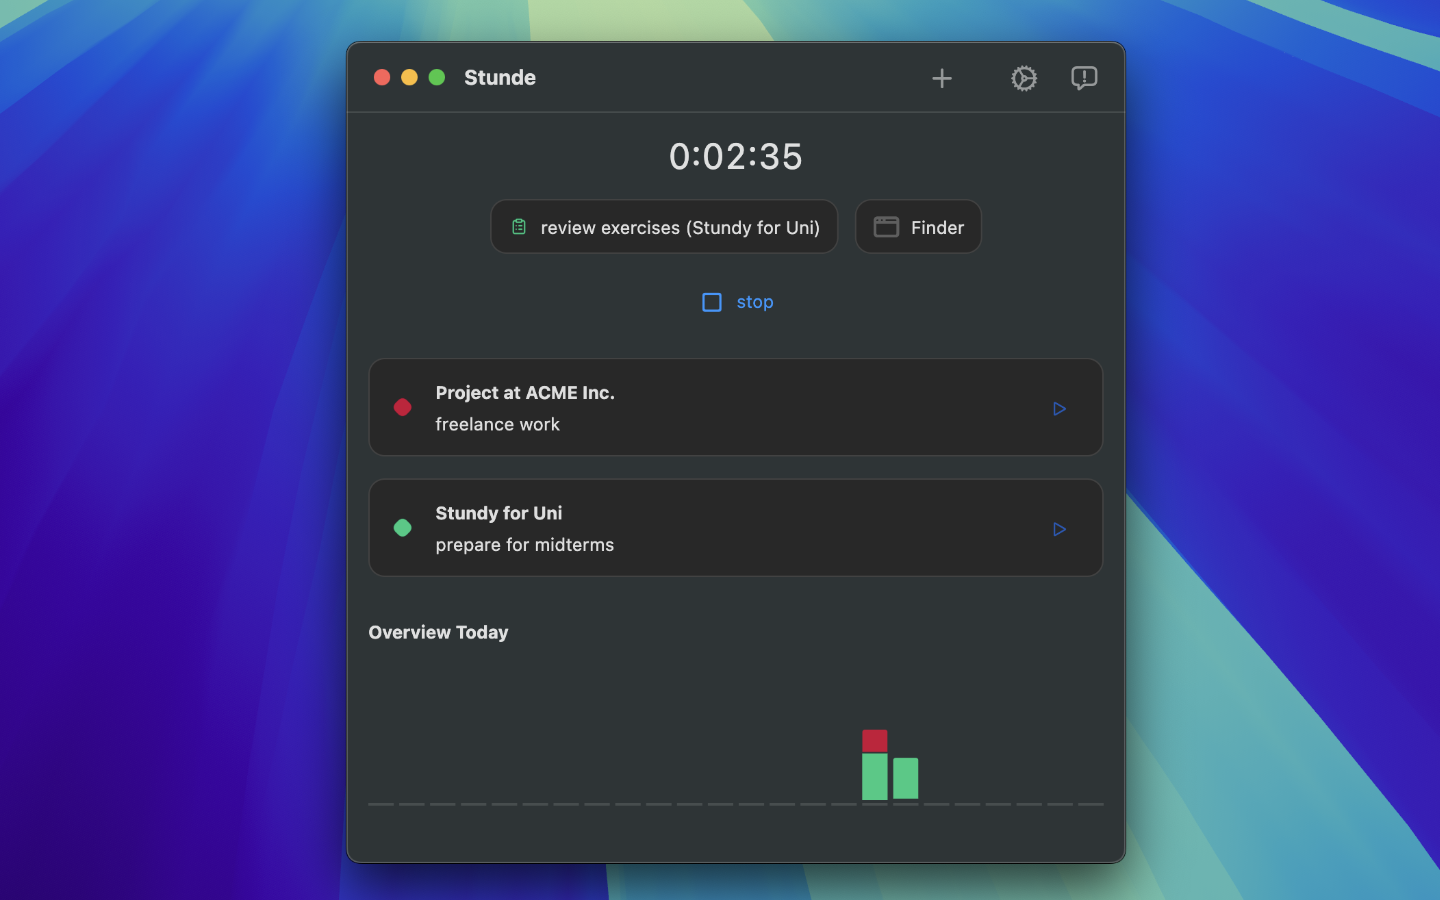 Stunde
0:02:35
review exercises (Stundy for Uni)
Finder
stop
Project at ACME Inc.
freelance work
Stundy for Uni
prepare for midterms
Overview Today